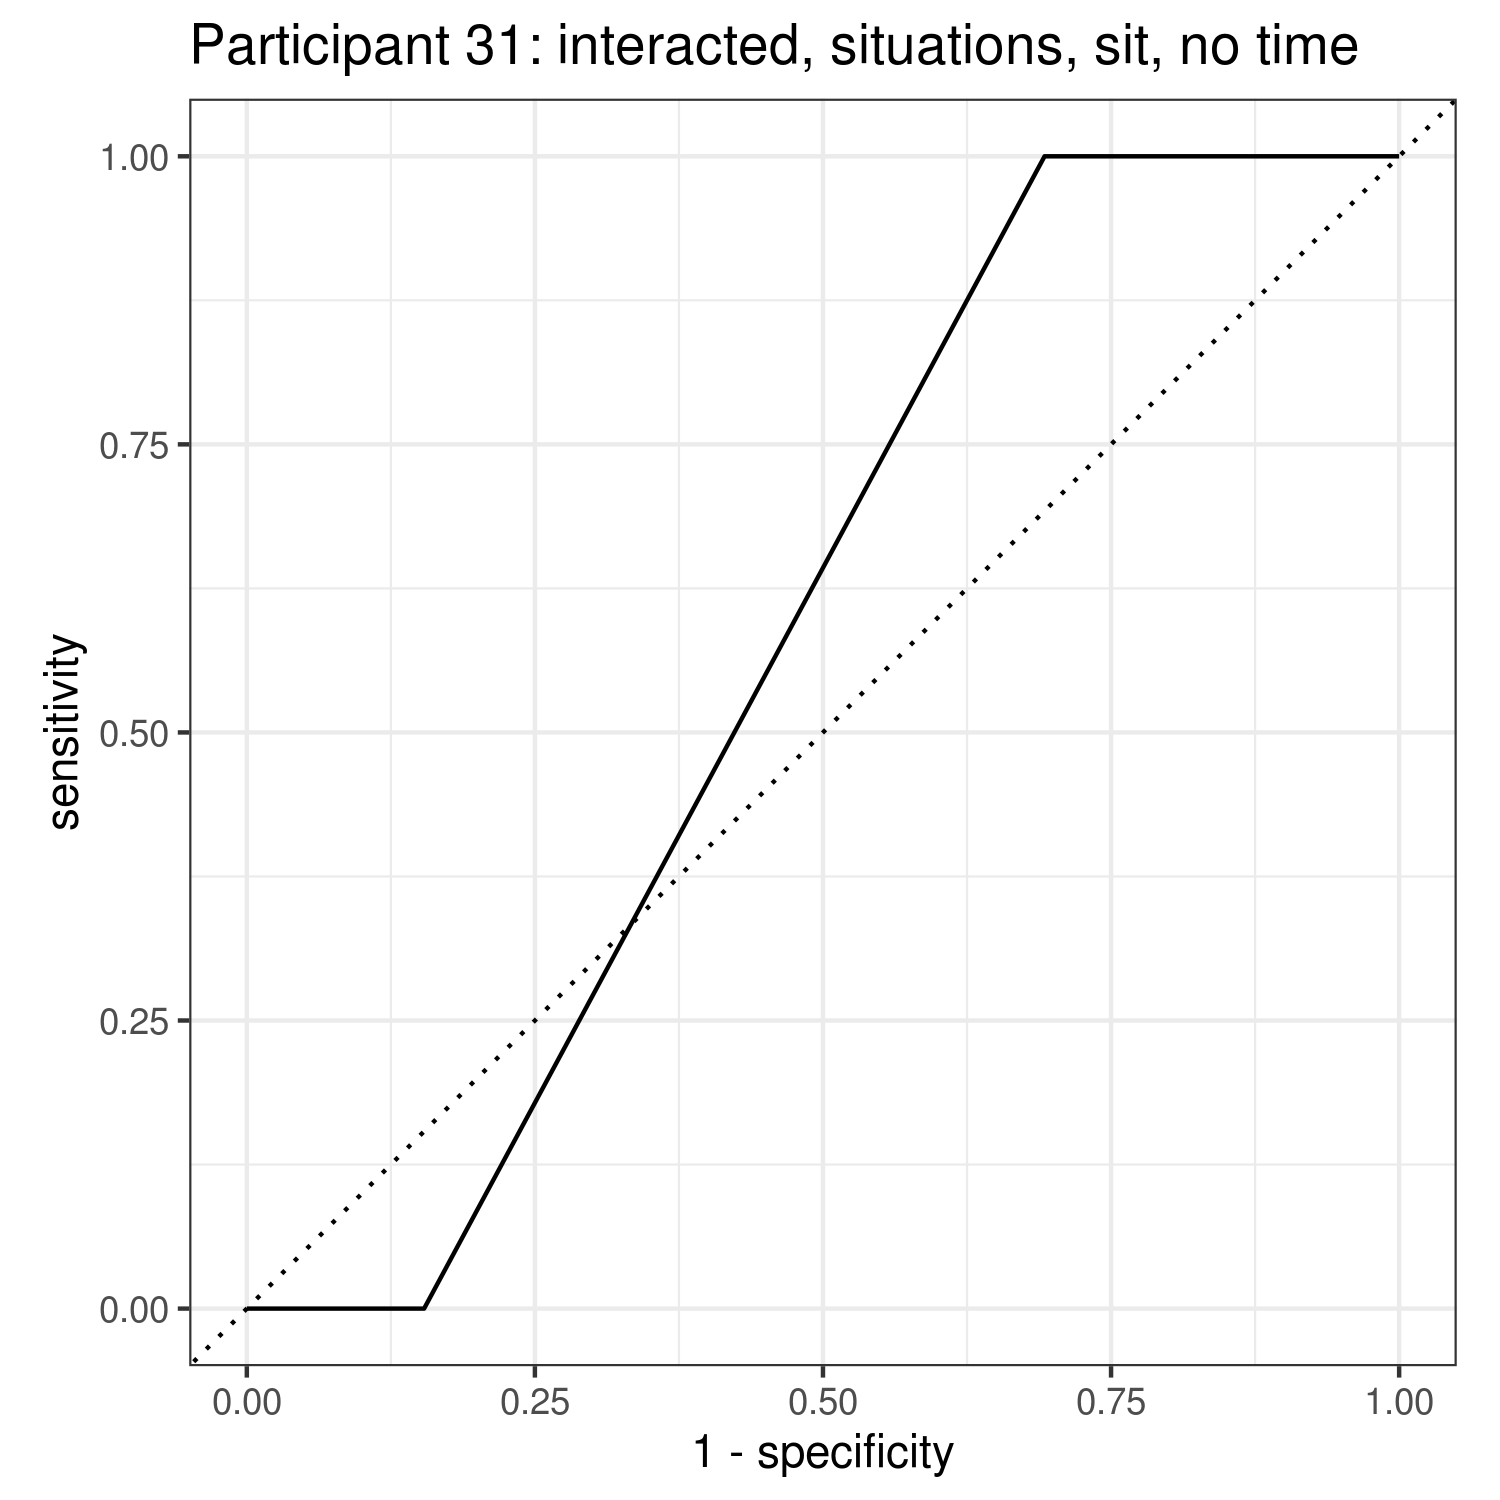 Participant 31: interacted, situations, sit, no time
1.00
0.75
0.50
0.25
0.00
sensitivity
0.00 0.25 0.50 0.75 1.00
1 - specificity